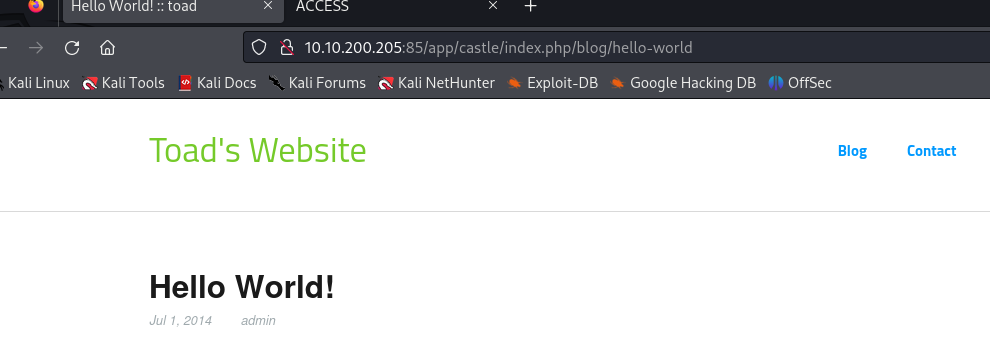 Hello World! :: toad × ACCESS × +
10.10.200.205:85/app/castle/index.php/blog/hello-world
Kali Linux Kali Tools Kali Docs Kali Forums Kali NetHunter Exploit-DB Google Hacking DB OffSec
Toad's Website Blog Contact
Hello World!
Jul 1, 2014 admin